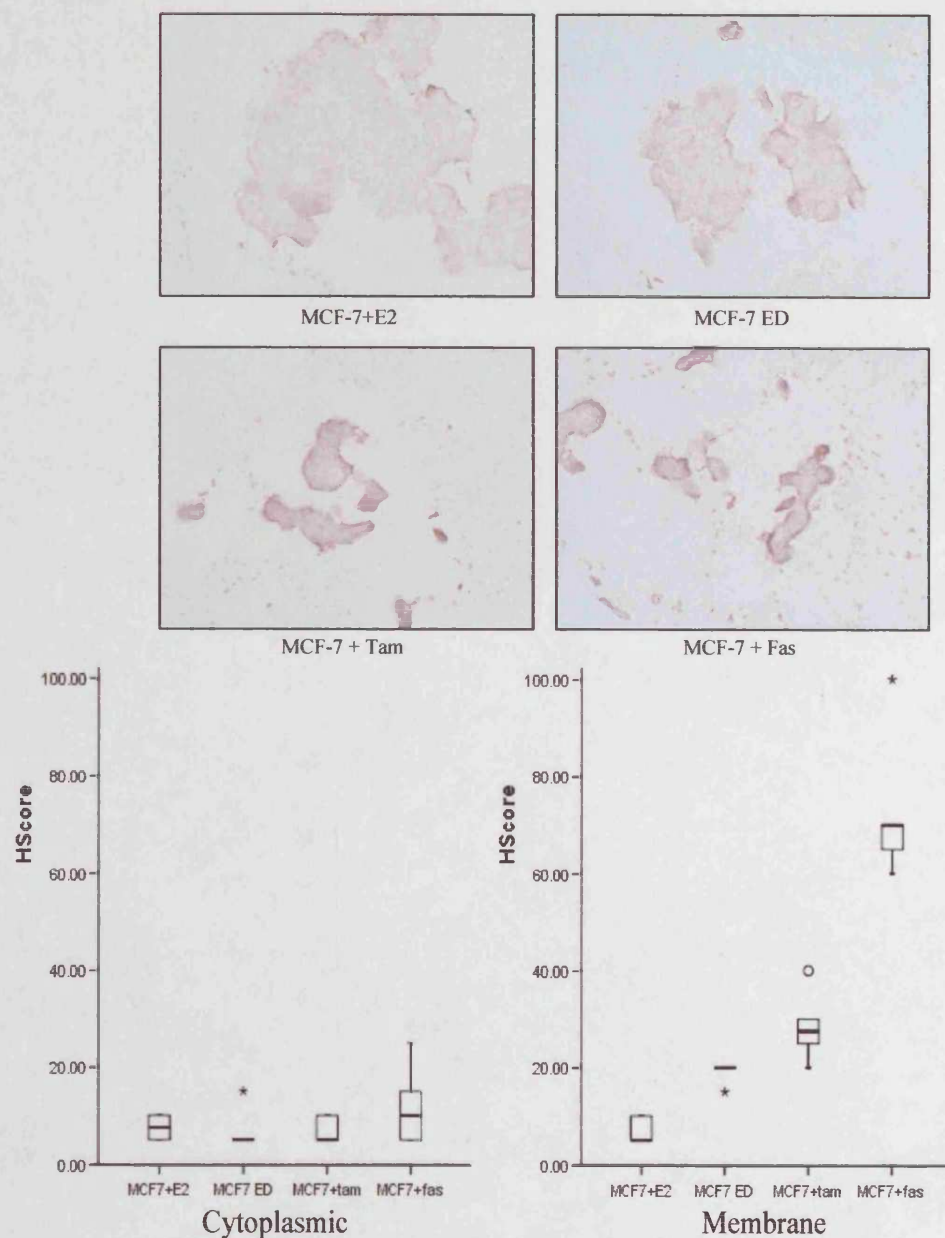 MCF-7+E2
MCF-7 ED
MCF-7 + Tam
MCF-7 + Fas
100.00
80.00
60.00
40.00
20.00
0.00
HScore
MCF7+E2 MCF7 ED MCF7+tam MCF7+fas
Cytoplasmic
100.00
80.00
60.00
40.00
20.00
0.00
HScore
MCF7+E2 MCF7 ED MCF7+tam MCF7+fas
Membrane